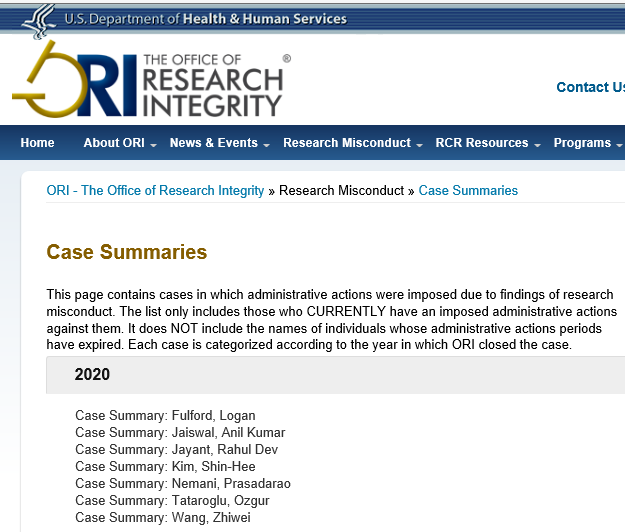 U.S. Department of Health & Human Services
ORI THE OFFICE OF RESEARCH INTEGRITY ®
Contact Us
Home About ORI News & Events Research Misconduct RCR Resources Programs
ORI - The Office of Research Integrity » Research Misconduct » Case Summaries
Case Summaries
This page contains cases in which administrative actions were imposed due to findings of research
misconduct. The list only includes those who CURRENTLY have an imposed administrative actions
against them. It does NOT include the names of individuals whose administrative actions periods
have expired. Each case is categorized according to the year in which ORI closed the case.
2020
Case Summary: Fulford, Logan
Case Summary: Jaiswal, Anil Kumar
Case Summary: Jayant, Rahul Dev
Case Summary: Kim, Shin-Hee
Case Summary: Nemani, Prasadarao
Case Summary: Tataroglu, Ozgur
Case Summary: Wang, Zhiwei